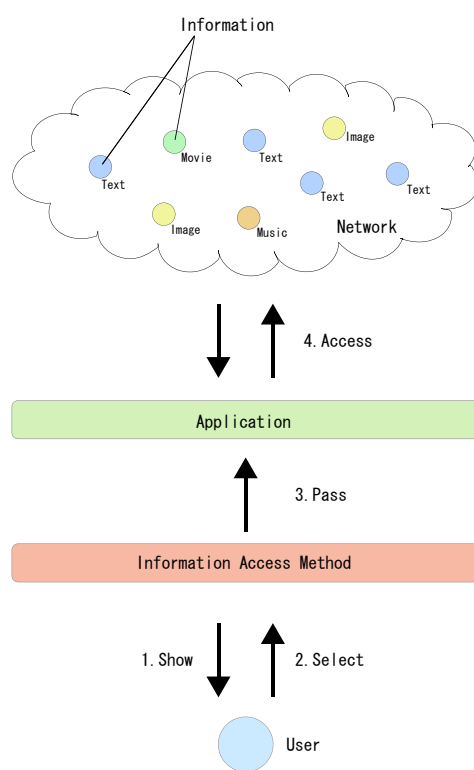 Information
Image
Movie
Text
Text
Text
Text
Image
Music
Network
4. Access
Application
3. Pass
Information Access Method
1. Show
2. Select
User